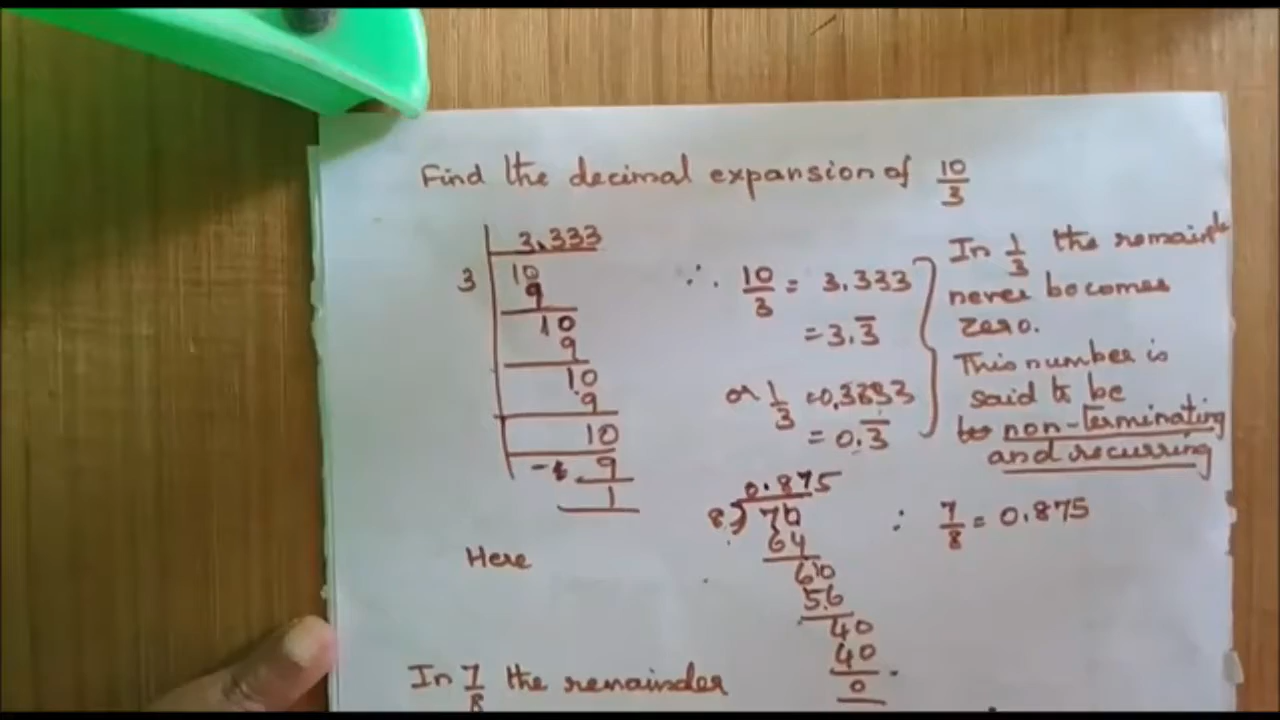 Find the decimal expansion of 10/3
3.333
3
10
9
10
9
10
9
10
- 9
1
∴ 10/3 = 3.333
= 3.3̅
or 1/3 = 0.3333
= 0.3̅
In 1/3 the remainde
never becomes
zero.
This number is
said to be
non-terminating
and recurring
0.875
8) 70
64
60
56
40
40
0
∴ 7/8 = 0.875
Here
In 7/8 the remainder